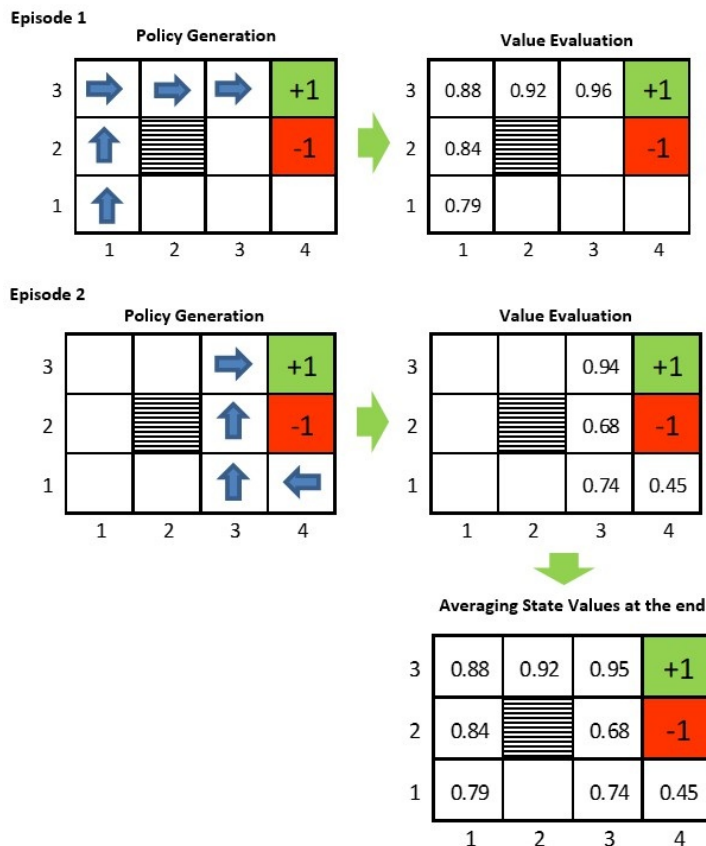 Episode 1
Policy Generation
Value Evaluation
3 +1
2 -1
1
1 2 3 4
3 0.88 0.92 0.96 +1
2 0.84 -1
1 0.79
1 2 3 4
Episode 2
Policy Generation
Value Evaluation
3 +1
2 -1
1
1 2 3 4
3 0.94 +1
2 0.68 -1
1 0.74 0.45
1 2 3 4
Averaging State Values at the end
3 0.88 0.92 0.95 +1
2 0.84 0.68 -1
1 0.79 0.74 0.45
1 2 3 4